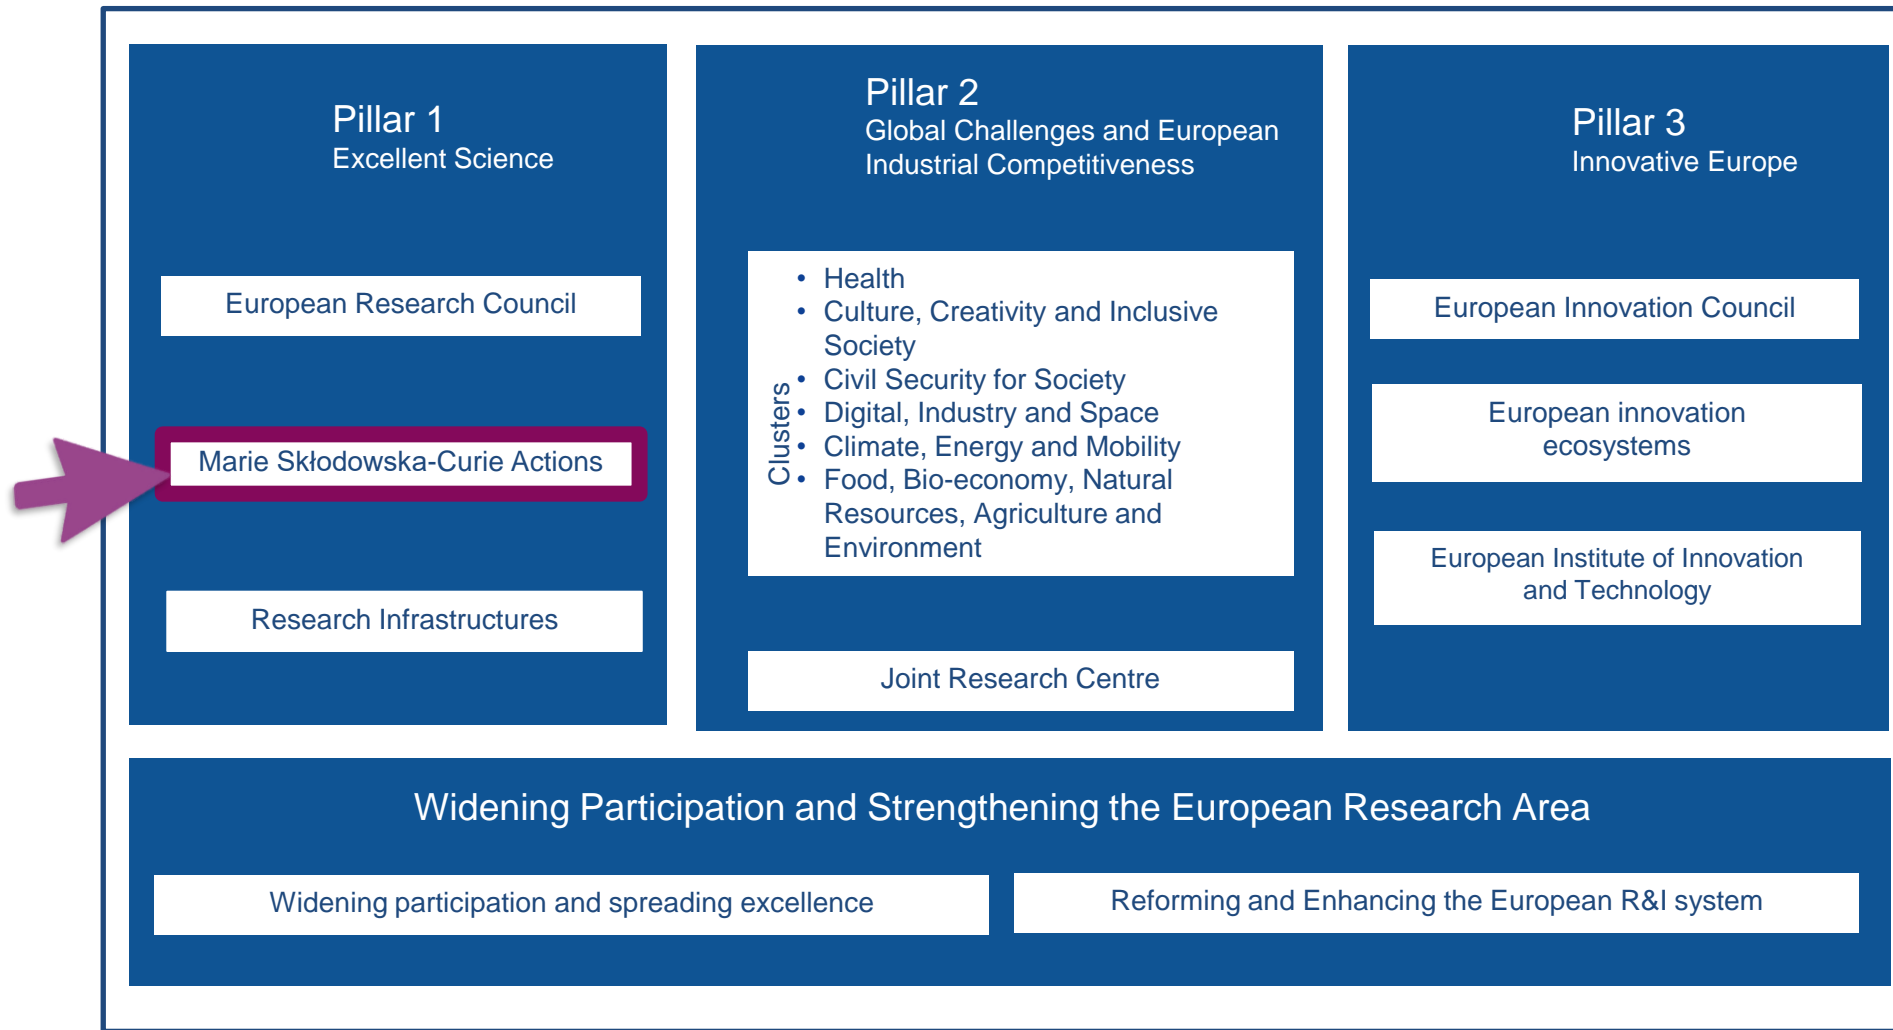 Pillar 1
Excellent Science
European Research Council
Marie Skłodowska-Curie Actions
Research Infrastructures
Pillar 2
Global Challenges and European
Industrial Competitiveness
Clusters
• Health
• Culture, Creativity and Inclusive
Society
• Civil Security for Society
• Digital, Industry and Space
• Climate, Energy and Mobility
• Food, Bio-economy, Natural
Resources, Agriculture and
Environment
Joint Research Centre
Pillar 3
Innovative Europe
European Innovation Council
European innovation
ecosystems
European Institute of Innovation
and Technology
Widening Participation and Strengthening the European Research Area
Widening participation and spreading excellence
Reforming and Enhancing the European R&I system